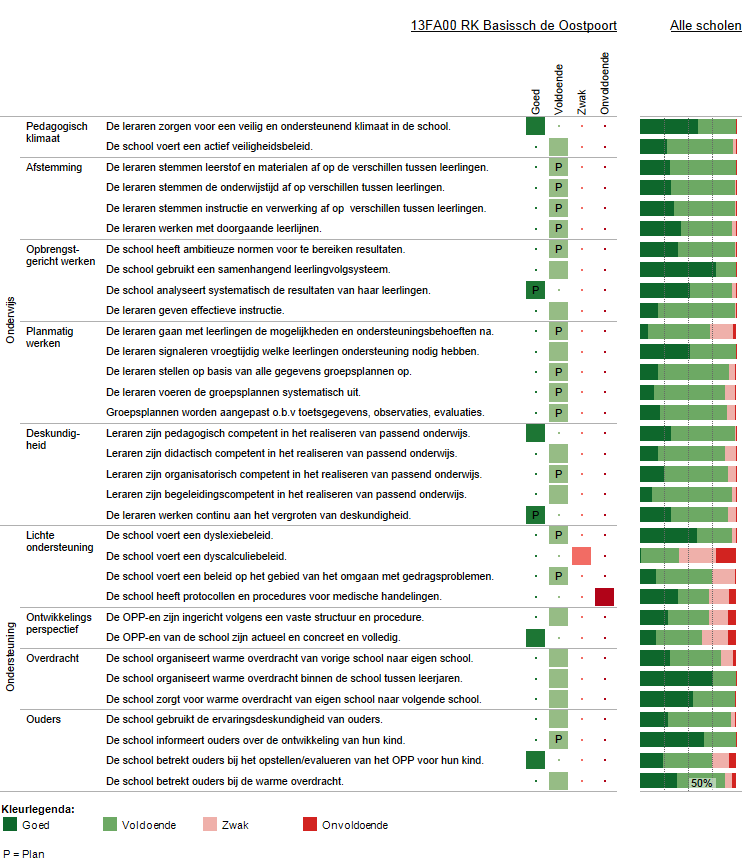 13FA00 RK Basissch de Oostpoort Alle scholen
Goed Voldoende Zwak Onvoldoende
Onderwijs
Pedagogisch klimaat
De leraren zorgen voor een veilig en ondersteunend klimaat in de school.
De school voert een actief veiligheidsbeleid.
Afstemming
De leraren stemmen leerstof en materialen af op de verschillen tussen leerlingen. P
De leraren stemmen de onderwijstijd af op verschillen tussen leerlingen. P
De leraren stemmen instructie en verwerking af op verschillen tussen leerlingen. P
De leraren werken met doorgaande leerlijnen. P
Opbrengst-
gericht werken
De school heeft ambitieuze normen voor te bereiken resultaten. P
De school gebruikt een samenhangend leerlingvolgsysteem.
De school analyseert systematisch de resultaten van haar leerlingen. P
De leraren geven effectieve instructie.
Planmatig
werken
De leraren gaan met leerlingen de mogelijkheden en ondersteuningsbehoeften na. P
De leraren signaleren vroegtijdig welke leerlingen ondersteuning nodig hebben.
De leraren stellen op basis van alle gegevens groepsplannen op. P
De leraren voeren de groepsplannen systematisch uit. P
Groepsplannen worden aangepast o.b.v toetsgegevens, observaties, evaluaties. P
Deskundig-
heid
Leraren zijn pedagogisch competent in het realiseren van passend onderwijs.
Leraren zijn didactisch competent in het realiseren van passend onderwijs.
Leraren zijn organisatorisch competent in het realiseren van passend onderwijs. P
Leraren zijn begeleidingscompetent in het realiseren van passend onderwijs.
De leraren werken continu aan het vergroten van deskundigheid. P
Ondersteuning
Lichte
ondersteuning
De school voert een dyslexiebeleid. P
De school voert een dyscalculiebeleid.
De school voert een beleid op het gebied van het omgaan met gedragsproblemen. P
De school heeft protocollen en procedures voor medische handelingen.
Ontwikkelings
perspectief
De OPP-en zijn ingericht volgens een vaste structuur en procedure.
De OPP-en van de school zijn actueel en concreet en volledig.
Overdracht
De school organiseert warme overdracht van vorige school naar eigen school.
De school organiseert warme overdracht binnen de school tussen leerjaren.
De school zorgt voor warme overdracht van eigen school naar volgende school.
Ouders
De school gebruikt de ervaringsdeskundigheid van ouders.
De school informeert ouders over de ontwikkeling van hun kind. P
De school betrekt ouders bij het opstellen/evalueren van het OPP voor hun kind.
De school betrekt ouders bij de warme overdracht.
50%
Kleurlegenda:
Goed Voldoende Zwak Onvoldoende
P = Plan